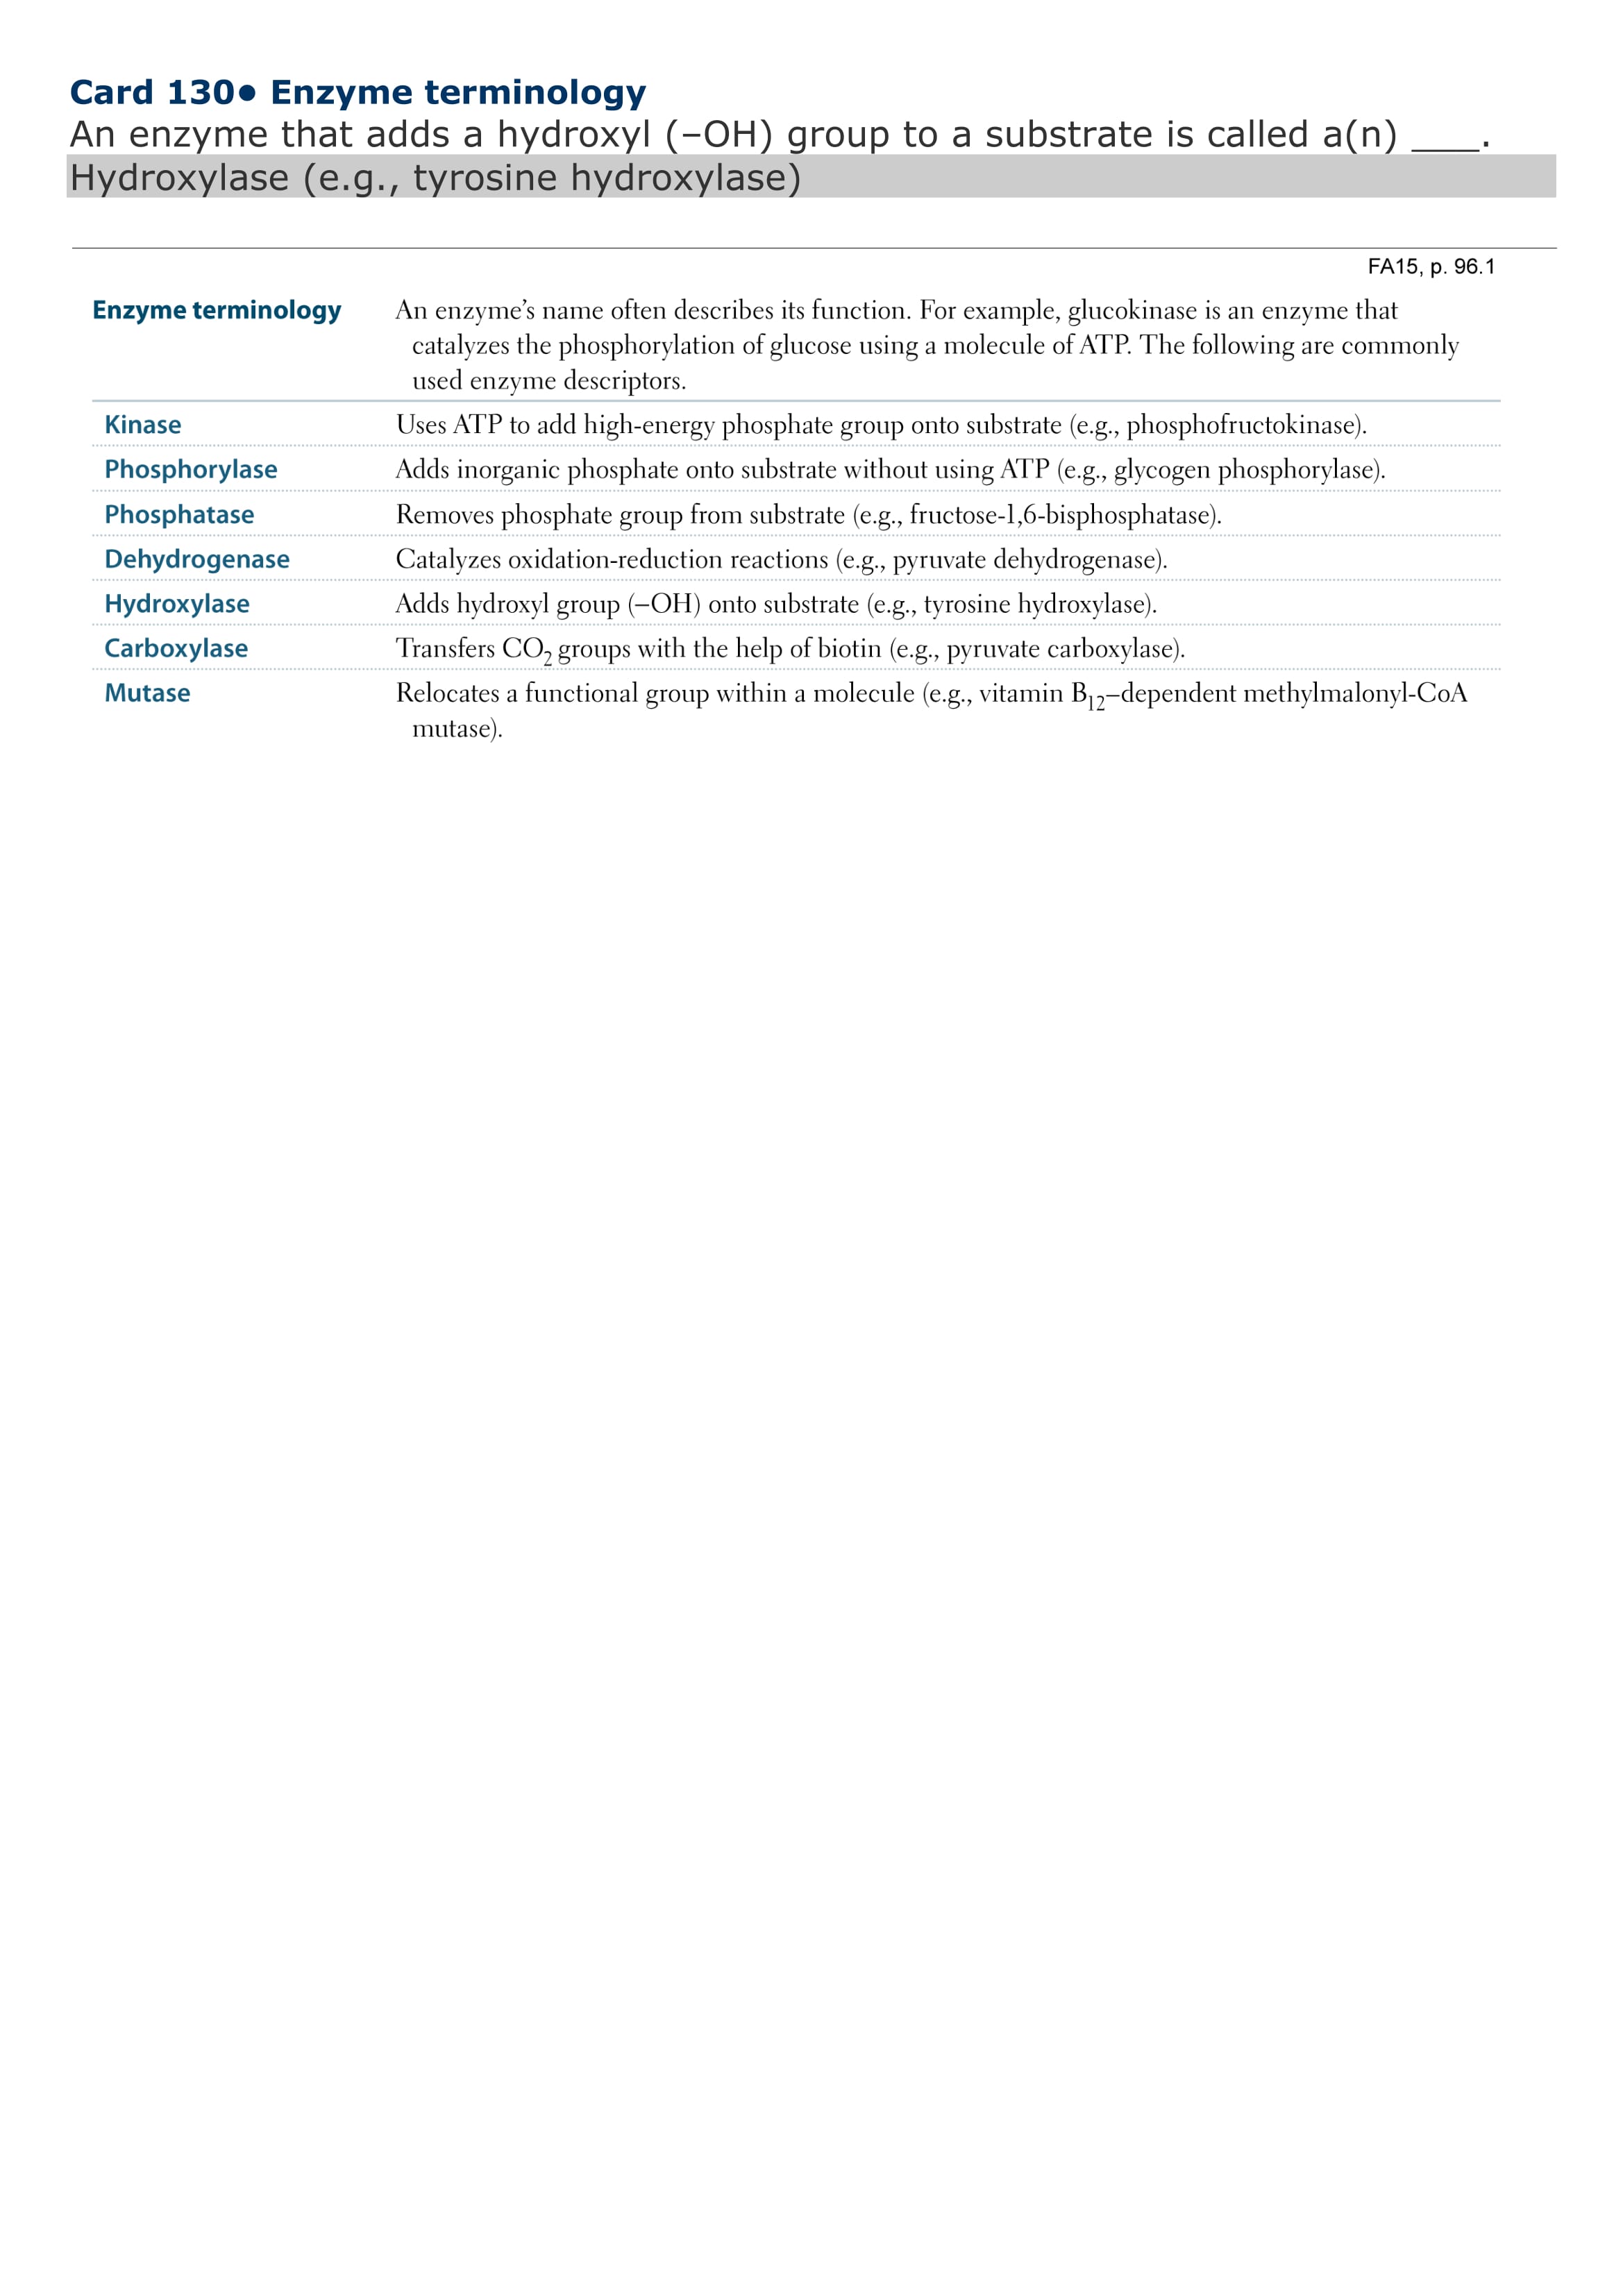 Card 130• Enzyme terminology
An enzyme that adds a hydroxyl (–OH) group to a substrate is called a(n) ___.
Hydroxylase (e.g., tyrosine hydroxylase)
FA15, p. 96.1
Enzyme terminology An enzyme’s name often describes its function. For example, glucokinase is an enzyme that
catalyzes the phosphorylation of glucose using a molecule of ATP. The following are commonly
used enzyme descriptors.
Kinase Uses ATP to add high-energy phosphate group onto substrate (e.g., phosphofructokinase).
Phosphorylase Adds inorganic phosphate onto substrate without using ATP (e.g., glycogen phosphorylase).
Phosphatase Removes phosphate group from substrate (e.g., fructose-1,6-bisphosphatase).
Dehydrogenase Catalyzes oxidation-reduction reactions (e.g., pyruvate dehydrogenase).
Hydroxylase Adds hydroxyl group (–OH) onto substrate (e.g., tyrosine hydroxylase).
Carboxylase Transfers CO₂ groups with the help of biotin (e.g., pyruvate carboxylase).
Mutase Relocates a functional group within a molecule (e.g., vitamin B₁₂–dependent methylmalonyl-CoA
mutase).